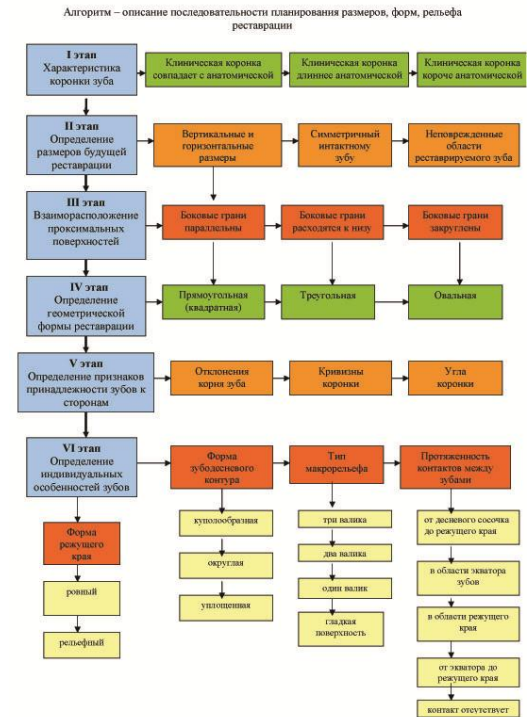 Алгоритм – описание последовательности планирования размеров, форм, рельефа
реставрации
I этап
Характеристика
коронки зуба
Клиническая коронка
совпадает с анатомической
Клиническая коронка
длиннее анатомической
Клиническая коронка
короче анатомической
II этап
Определение
размеров будущей
реставрации
Вертикальные и
горизонтальные
размеры
Симметричный
интактному
зубу
Неповрежденные
области
реставрируемого зуба
III этап
Взаиморасположение
проксимальных
поверхностей
Боковые грани
параллельны
Боковые грани
расходятся к низу
Боковые грани
закруглены
IV этап
Определение
геометрической
формы реставрации
Прямоугольная
(квадратная)
Треугольная
Овальная
V этап
Определение признаков
принадлежности зубов к
сторонам
Отклонения
корня зуба
Кривизны
коронки
Угла
коронки
VI этап
Определение
индивидуальных
особенностей зубов
Форма
зубодесневого
контура
Тип
макрорельефа
Протяженность
контактов между
зубами
Форма
режущего
края
ровный
рельефный
куполообразная
округлая
уплощенная
три валика
два валика
один валик
гладкая
поверхность
от десневого сосочка
до режущего края
в области экватора
зубов
в области режущего
края
от экватора до
режущего края
контакт отсутствует